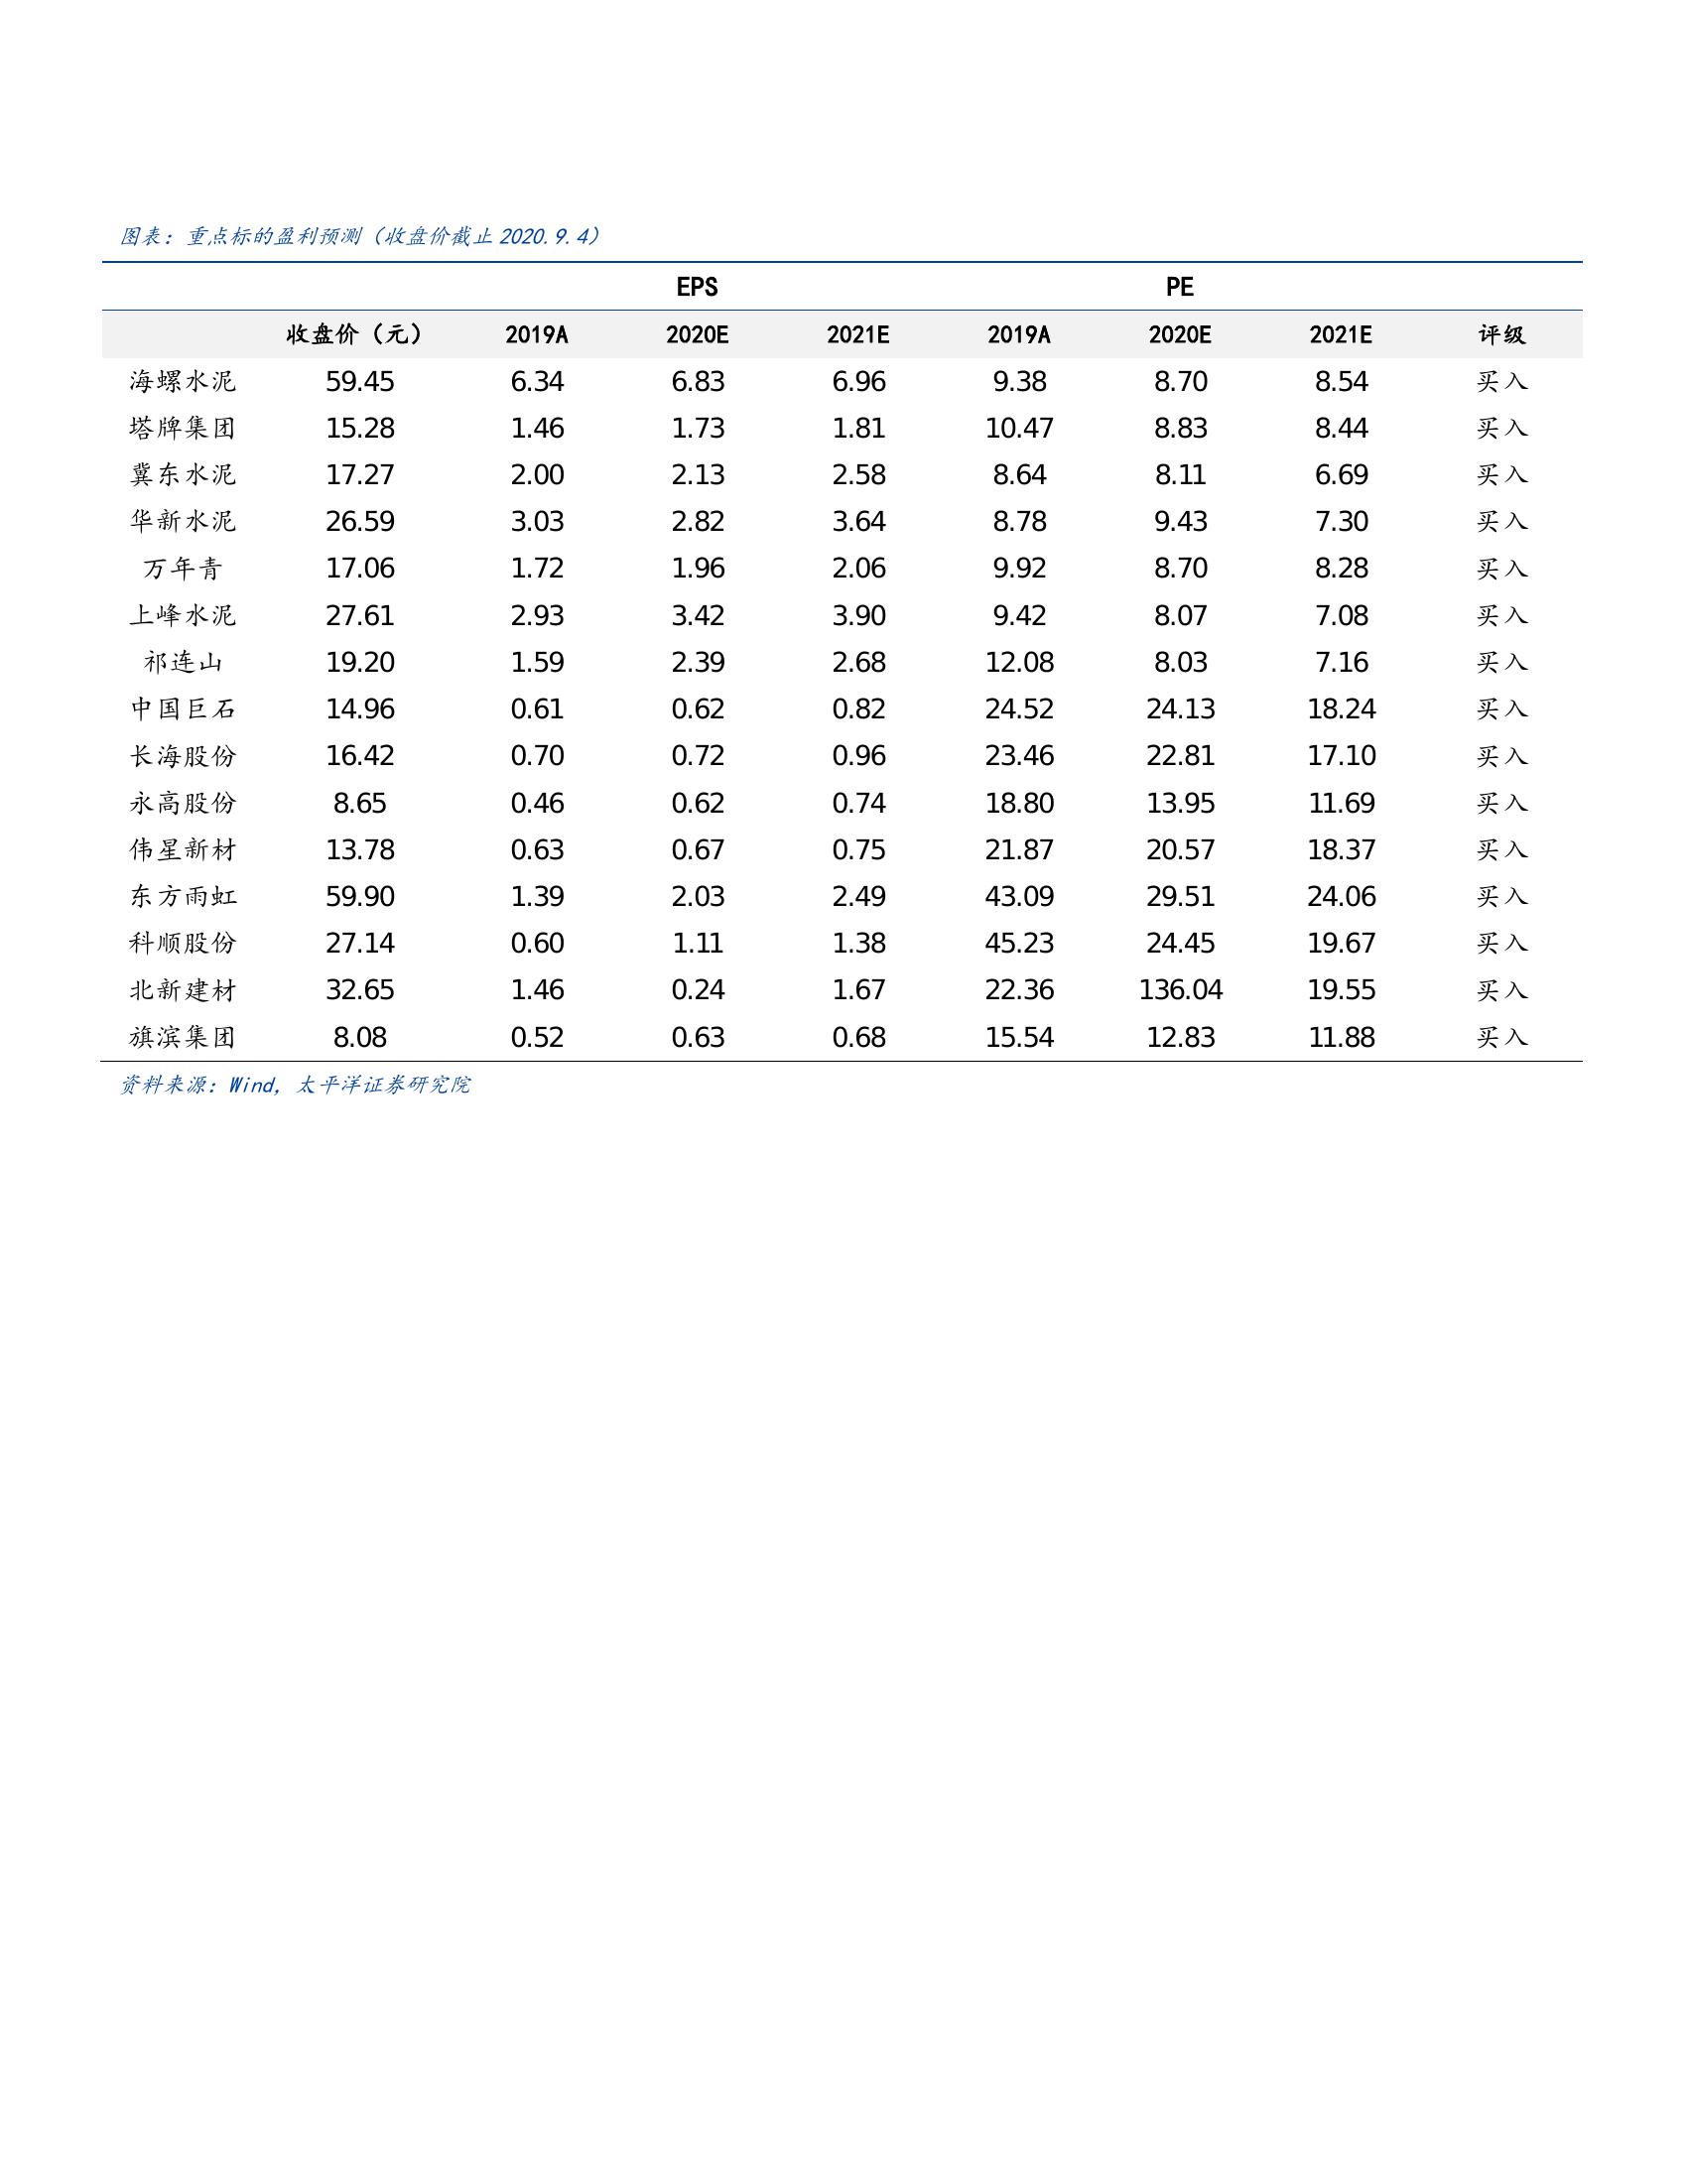 图表：重点标的盈利预测（收盘价截止 2020.9.4）
EPS PE
收盘价（元） 2019A 2020E 2021E 2019A 2020E 2021E 评级
海螺水泥 59.45 6.34 6.83 6.96 9.38 8.70 8.54 买入
塔牌集团 15.28 1.46 1.73 1.81 10.47 8.83 8.44 买入
冀东水泥 17.27 2.00 2.13 2.58 8.64 8.11 6.69 买入
华新水泥 26.59 3.03 2.82 3.64 8.78 9.43 7.30 买入
万年青 17.06 1.72 1.96 2.06 9.92 8.70 8.28 买入
上峰水泥 27.61 2.93 3.42 3.90 9.42 8.07 7.08 买入
祁连山 19.20 1.59 2.39 2.68 12.08 8.03 7.16 买入
中国巨石 14.96 0.61 0.62 0.82 24.52 24.13 18.24 买入
长海股份 16.42 0.70 0.72 0.96 23.46 22.81 17.10 买入
永高股份 8.65 0.46 0.62 0.74 18.80 13.95 11.69 买入
伟星新材 13.78 0.63 0.67 0.75 21.87 20.57 18.37 买入
东方雨虹 59.90 1.39 2.03 2.49 43.09 29.51 24.06 买入
科顺股份 27.14 0.60 1.11 1.38 45.23 24.45 19.67 买入
北新建材 32.65 1.46 0.24 1.67 22.36 136.04 19.55 买入
旗滨集团 8.08 0.52 0.63 0.68 15.54 12.83 11.88 买入
资料来源：Wind，太平洋证券研究院